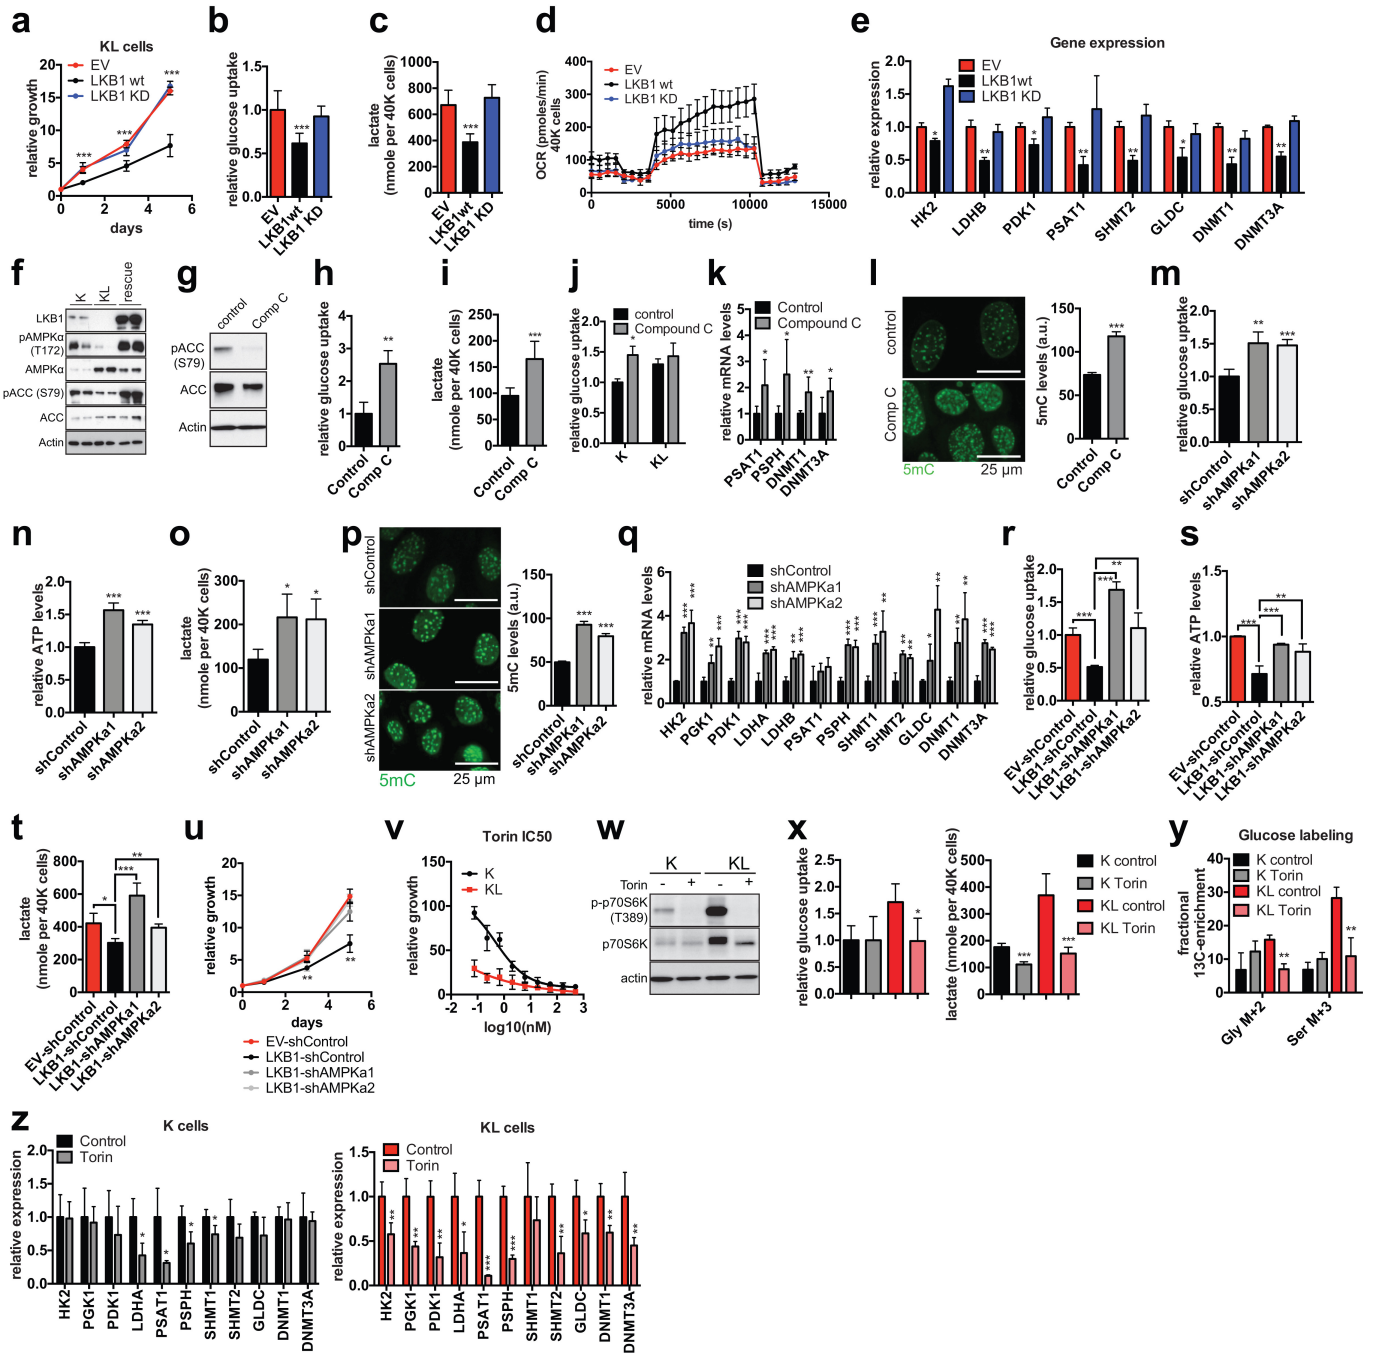 a
KL cells
EV
LKB1 wt
LKB1 KD
relative growth
20
15
10
5
0
***
***
***
0 2 4 6
days
b
relative glucose uptake
1.5
1.0
0.5
0.0
***
EV
LKB1wt
LKB1 KD
c
lactate
(nmole per 40K cells)
1000
800
600
400
200
0
***
EV
LKB1wt
LKB1 KD
d
OCR (pmoles/min)
40K cells
400
300
200
100
0
EV
LKB1 wt
LKB1 KD
0 5000 10000 15000
time (s)
e
Gene expression
relative expression
2.0
1.5
1.0
0.5
0.0
EV
LKB1wt
LKB1 KD
* ** * ** ** * ** **
HK2 LDHB PDK1 PSAT1 SHMT2 GLDC DNMT1 DNMT3A
f
K KL rescue
LKB1
pAMPKα
(T172)
AMPKα
pACC (S79)
ACC
Actin
g
control Comp C
pACC
(S79)
ACC
Actin
h
relative glucose uptake
4
3
2
1
0
**
Control
Comp C
i
lactate
(nmole per 40K cells)
250
200
150
100
50
0
***
Control
Comp C
j
control
Compound C
relative glucose uptake
2.0
1.5
1.0
0.5
0.0
*
K KL
k
Control
Compound C
relative mRNA levels
5
4
3
2
1
0
* * ** *
PSAT1
PSPH
DNMT1
DNMT3A
l
control
Comp C
5mC 25 µm
5mC levels (a.u.)
150
100
50
0
***
Control
Comp C
m
relative glucose uptake
2.0
1.5
1.0
0.5
0.0
** ***
shControl
shAMPKa1
shAMPKa2
n
relative ATP levels
2.0
1.5
1.0
0.5
0.0
*** ***
shControl
shAMPKa1
shAMPKa2
o
lactate
(nmole per 40K cells)
300
200
100
0
* *
shControl
shAMPKa1
shAMPKa2
p
shControl
shAMPKa1
shAMPKa2
5mC 25 µm
5mC levels (a.u.)
150
100
50
0
*** ***
shControl
shAMPKa1
shAMPKa2
q
shControl
shAMPKa1
shAMPKa2
relative mRNA levels
6
4
2
0
*** *** ** *** *** *** *** *** ** *** *** *** *** ** ** ** * ** ** ** *** ***
HK2 PGK1 PDK1 LDHA LDHB PSAT1 PSPH SHMT1 SHMT2 GLDC DNMT1 DNMT3A
r
relative glucose uptake
2.0
1.5
1.0
0.5
0.0
*** *** **
EV-shControl
LKB1-shControl
LKB1-shAMPKa1
LKB1-shAMPKa2
s
relative ATP levels
1.5
1.0
0.5
*** *** **
EV-shControl
LKB1-shControl
LKB1-shAMPKa1
LKB1-shAMPKa2
t
lactate
(nmole per 40K cells)
800
600
400
200
0
* *** **
EV-shControl
LKB1-shControl
LKB1-shAMPKa1
LKB1-shAMPKa2
u
relative growth
20
15
10
5
0
** **
0 2 4 6
days
EV-shControl
LKB1-shControl
LKB1-shAMPKa1
LKB1-shAMPKa2
v
Torin IC50
K
KL
relative growth
150
100
50
0
-2 -1 0 1 2 3
log10(nM)
w
K KL
Torin - + - +
p-p70S6K
(T389)
p70S6K
actin
x
relative glucose uptake
2.5
2.0
1.5
1.0
0.5
0.0
*
lactate (nmole per 40K cells)
500
400
300
200
100
0
*** ***
K control
K Torin
KL control
KL Torin
y
Glucose labeling
K control
K Torin
KL control
KL Torin
fractional
13C-enrichment
40
30
20
10
0
** **
Gly M+2 Ser M+3
z
K cells
Control
Torin
relative expression
2.0
1.5
1.0
0.5
0.0
* * * *
HK2 PGK1 PDK1 LDHA PSAT1 PSPH SHMT1 SHMT2 GLDC DNMT1 DNMT3A
KL cells
Control
Torin
relative expression
1.5
1.0
0.5
0.0
** ** ** * *** *** ** * ** **
HK2 PGK1 PDK1 LDHA PSAT1 PSPH SHMT1 SHMT2 GLDC DNMT1 DNMT3A